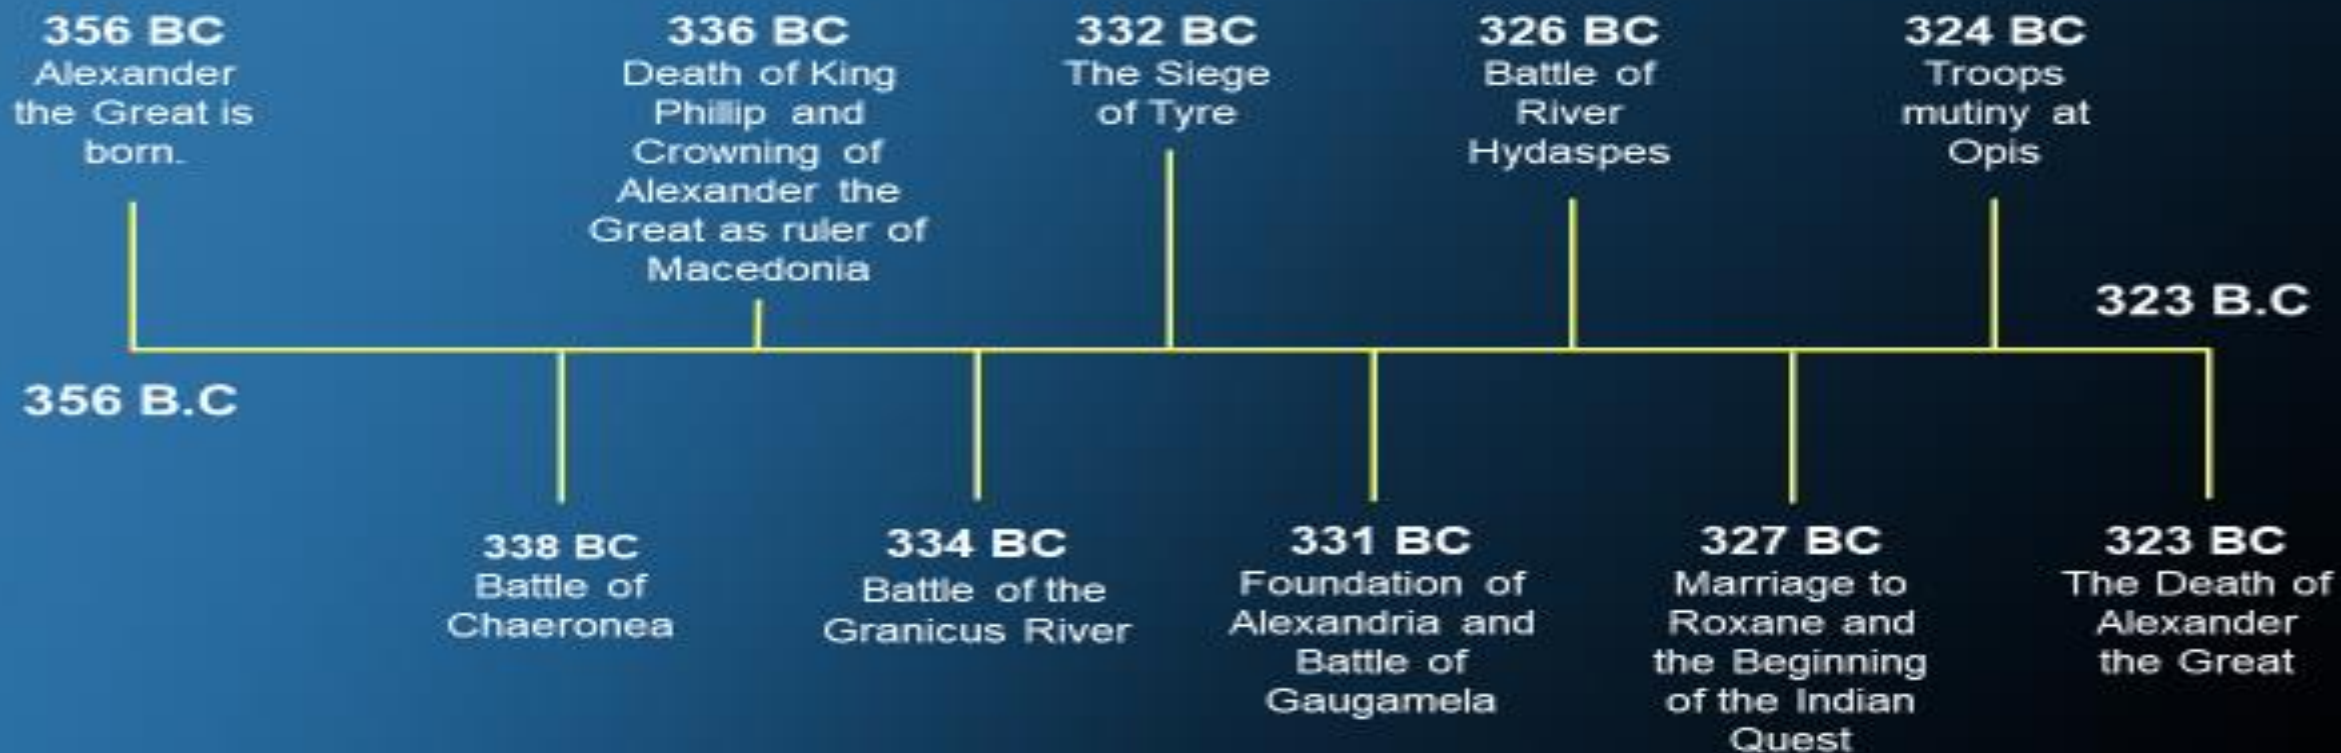 356 BC
Alexander
the Great is
born.
336 BC
Death of King
Phillip and
Crowning of
Alexander the
Great as ruler of
Macedonia
332 BC
The Siege
of Tyre
326 BC
Battle of
River
Hydaspes
324 BC
Troops
mutiny at
Opis
323 B.C
356 B.C
338 BC
Battle of
Chaeronea
334 BC
Battle of the
Granicus River
331 BC
Foundation of
Alexandria and
Battle of
Gaugamela
327 BC
Marriage to
Roxane and
the Beginning
of the Indian
Quest
323 BC
The Death of
Alexander
the Great